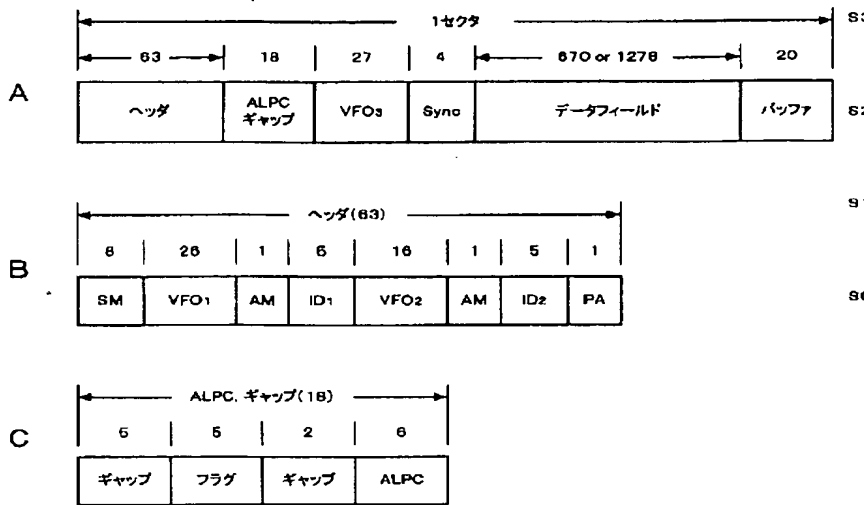 1セクタ
63 18 27 4 670 or 1278 20
A ヘッダ ALPC ギャップ VFO3 Sync データフィールド バッファ
ヘッダ(63)
8 26 1 5 16 1 5 1
B SM VFO1 AM ID1 VFO2 AM ID2 PA
ALPC, ギャップ(18)
5 5 2 6
C ギャップ フラグ ギャップ ALPC